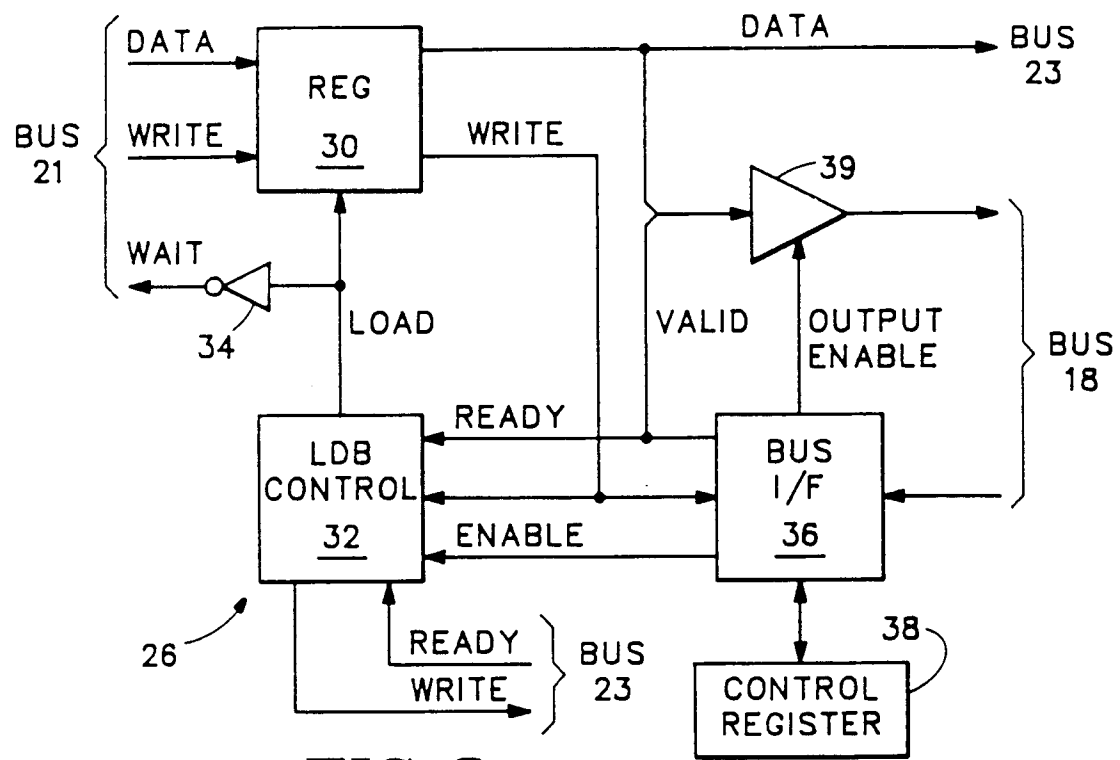 DATA
DATA
BUS
23
REG
30
BUS
21
WRITE
WRITE
39
WAIT
34
LOAD
VALID
OUTPUT
ENABLE
BUS
18
READY
LDB
CONTROL
32
BUS
I/F
36
ENABLE
26
READY
WRITE
BUS
23
38
CONTROL
REGISTER